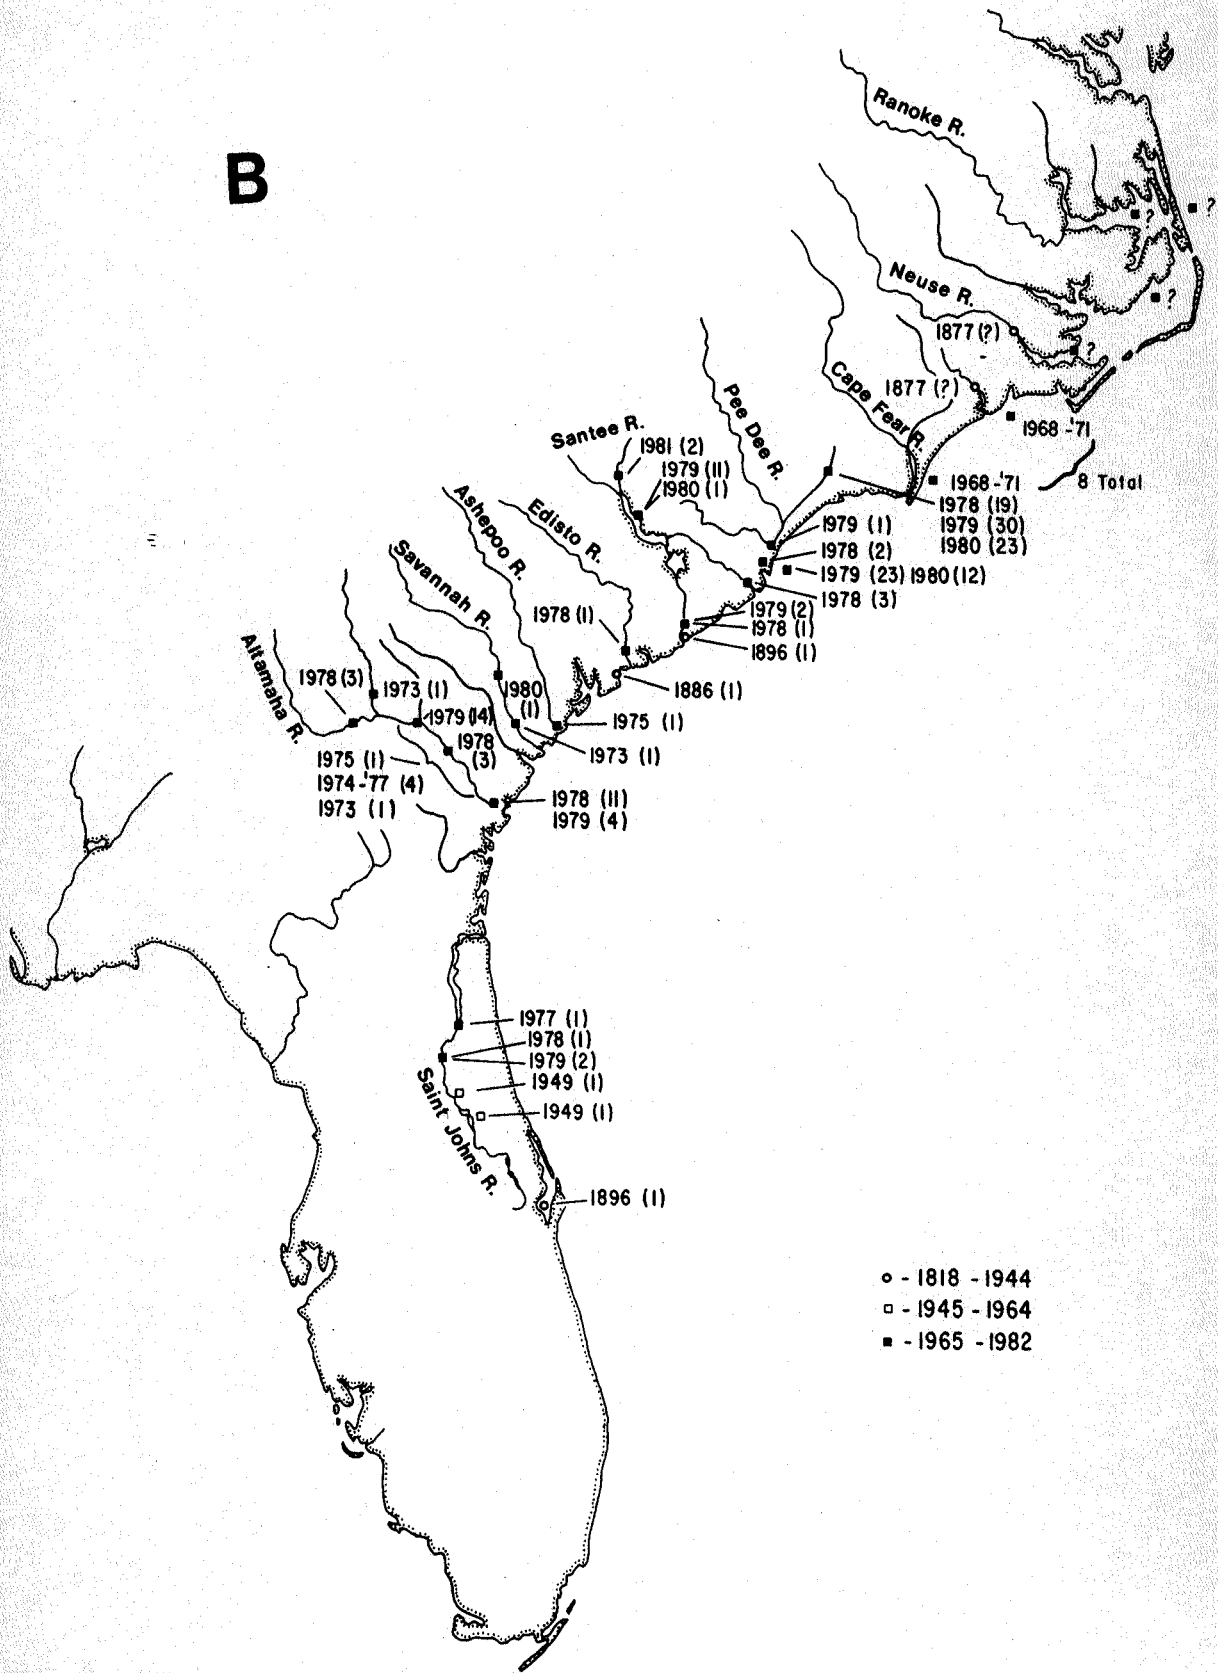 B
Ranoke R.
?
?
Neuse R.
?
1877 (?)
?
Cape Fear R.
1877 (?)
1968 -'71
Pee Dee R.
Santee R.
1981 (2)
1979 (11)
1980 (1)
1968 -'71
8 Total
1978 (19)
1979 (30)
1980 (23)
Ashepoo R.
Edisto R.
1979 (1)
1978 (2)
1979 (23) 1980 (12)
1978 (3)
Savannah R.
1978 (1)
1979 (2)
1978 (1)
1896 (1)
Altamaha R.
1978 (3)
1973 (1)
1980
(1)
1886 (1)
1979 (14)
1975 (1)
1978
(3)
1973 (1)
1975 (1)
1974-'77 (4)
1973 (1)
1978 (11)
1979 (4)
1977 (1)
1978 (1)
1979 (2)
1949 (1)
1949 (1)
Saint Johns R.
1896 (1)
- 1818 - 1944
- 1945 - 1964
- 1965 - 1982